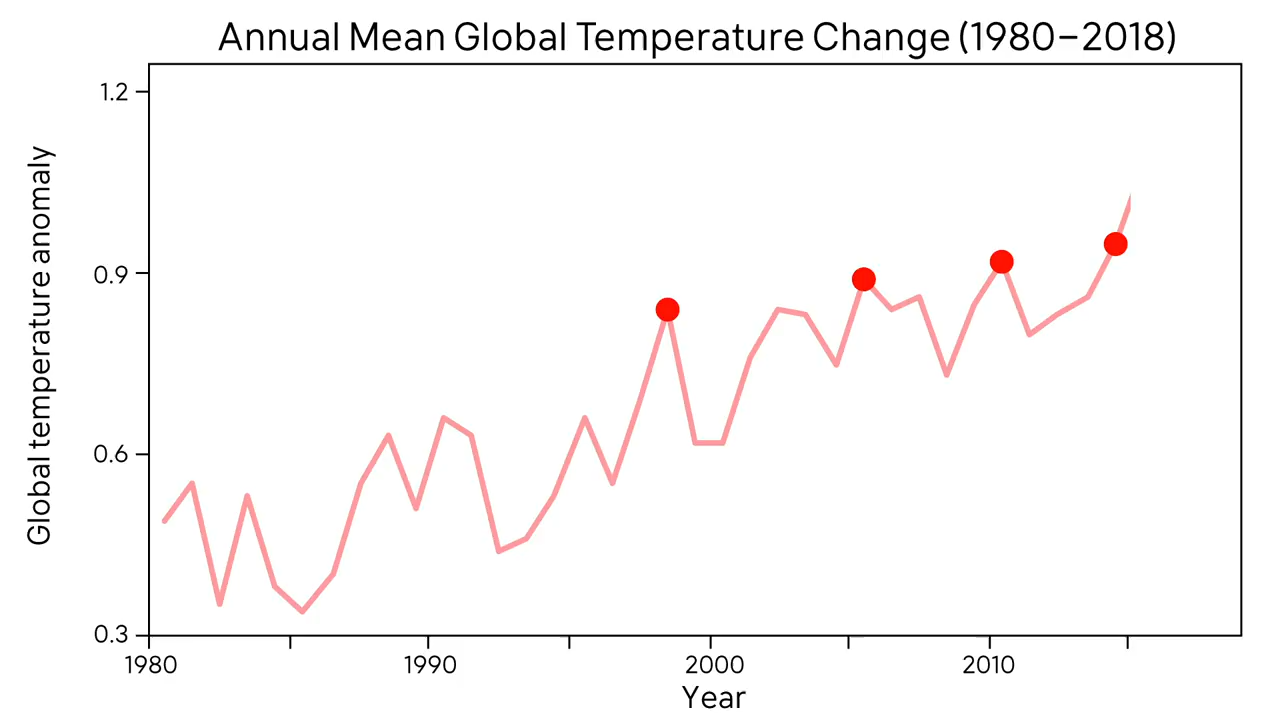 Annual Mean Global Temperature Change (1980–2018)
Global temperature anomaly
1.2
0.9
0.6
0.3
1980 1990 2000 2010
Year